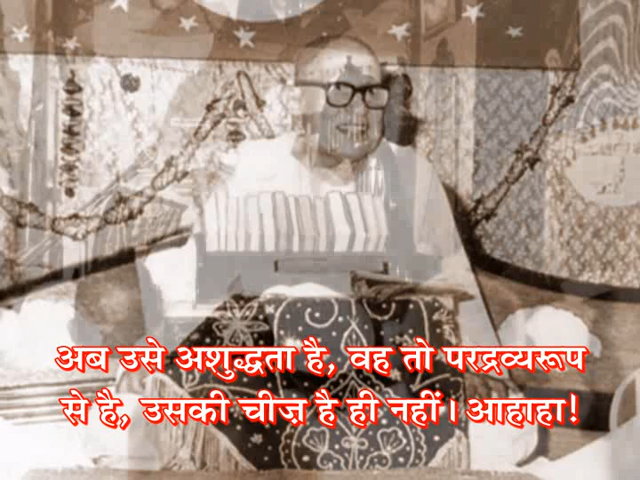 अब उसे अशुद्धता है, वह तो परद्रव्यरूप
से है, उसकी चीज़ है ही नहीं। आहाहा!